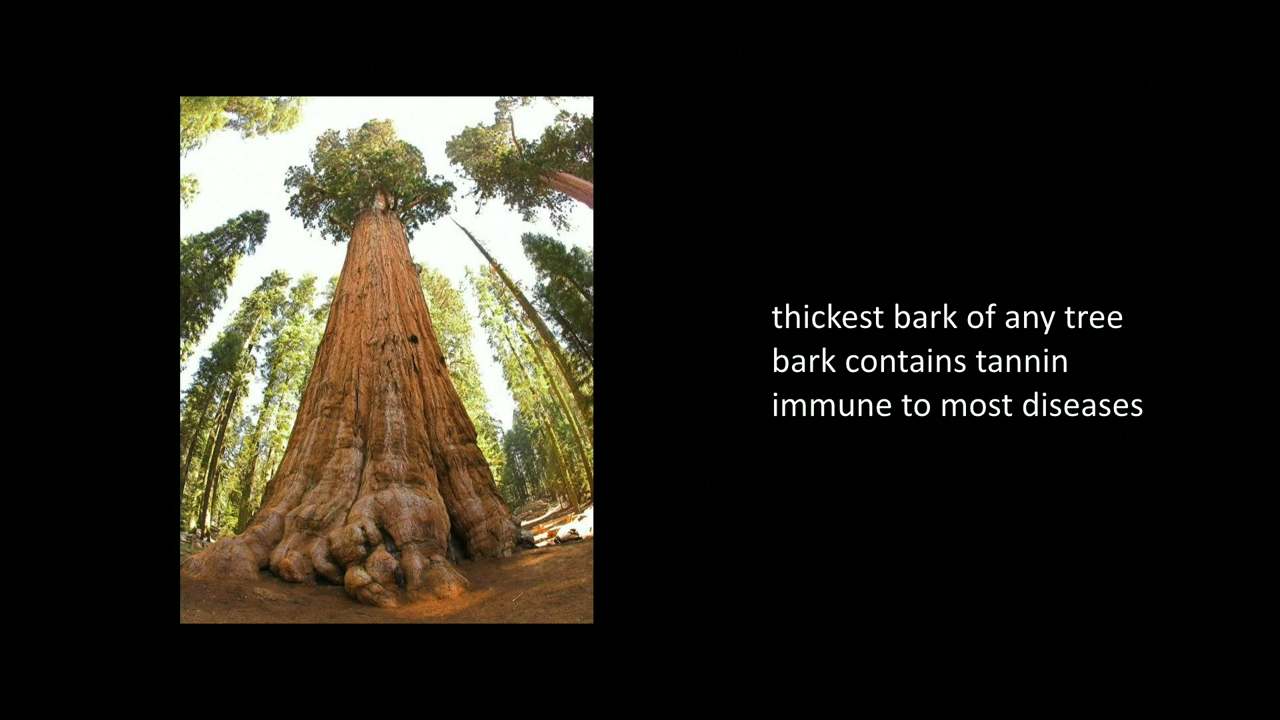 thickest bark of any tree
bark contains tannin
immune to most diseases